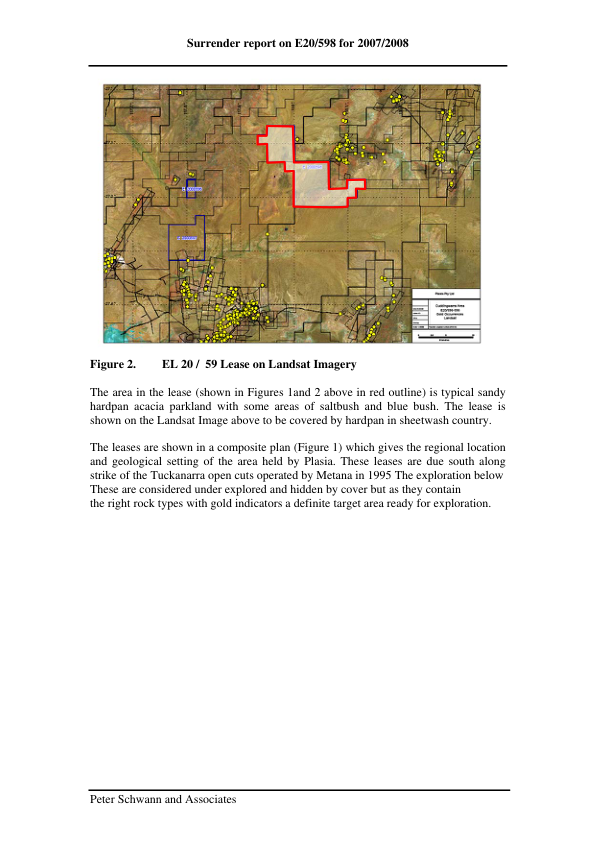 Surrender report on E20/598 for 2007/2008
Figure 2. EL 20 / 59 Lease on Landsat Imagery
The area in the lease (shown in Figures 1and 2 above in red outline) is typical sandy
hardpan acacia parkland with some areas of saltbush and blue bush. The lease is
shown on the Landsat Image above to be covered by hardpan in sheetwash country.
The leases are shown in a composite plan (Figure 1) which gives the regional location
and geological setting of the area held by Plasia. These leases are due south along
strike of the Tuckanarra open cuts operated by Metana in 1995 The exploration below
These are considered under explored and hidden by cover but as they contain
the right rock types with gold indicators a definite target area ready for exploration.
Peter Schwann and Associates